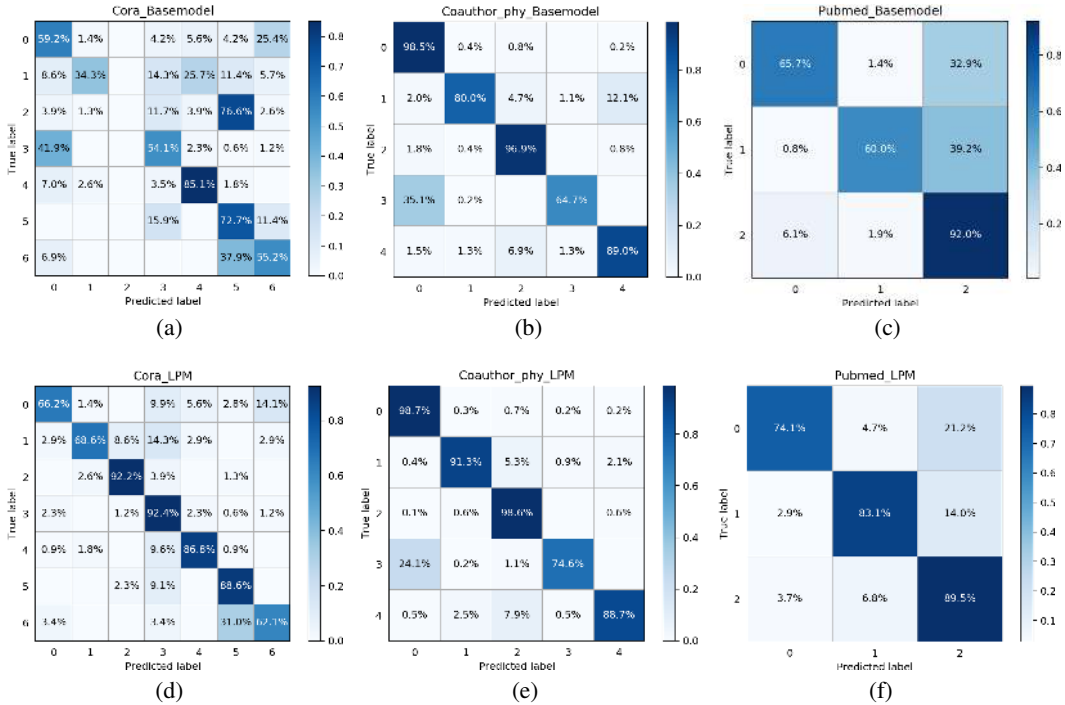 Cora_Basemodel
0 59.2% 1.4% 4.2% 5.6% 4.2% 25.4%
1 8.6% 34.3% 14.3% 25.7% 11.4% 5.7%
2 3.9% 1.3% 11.7% 3.9% 76.6% 2.6%
3 41.9% 54.1% 2.3% 0.6% 1.2%
4 7.0% 2.6% 3.5% 85.1% 1.8%
5 15.9% 72.7% 11.4%
6 6.9% 37.9% 55.2%
0 1 2 3 4 5 6
True label
Predicted label
0.8
0.7
0.6
0.5
0.4
0.3
0.2
0.1
0.0
(a)
Coauthor_phy_Basemodel
0 98.5% 0.4% 0.8% 0.2%
1 2.0% 80.0% 4.7% 1.1% 12.1%
2 1.8% 0.4% 96.9% 0.8%
3 35.1% 0.2% 64.7%
4 1.5% 1.3% 6.9% 1.3% 89.0%
0 1 2 3 4
True label
Predicted label
0.8
0.6
0.4
0.2
0.0
(b)
Pubmed_Basemodel
0 65.7% 1.4% 32.9%
1 0.8% 60.0% 39.2%
2 6.1% 1.9% 92.0%
0 1 2
True label
Predicted label
0.8
0.6
0.4
0.2
(c)
Cora_LPM
0 66.2% 1.4% 9.9% 5.6% 2.8% 14.1%
1 2.9% 68.6% 8.6% 14.3% 2.9% 2.9%
2 2.6% 92.2% 3.9% 1.3%
3 2.3% 1.2% 92.4% 2.3% 0.6% 1.2%
4 0.9% 1.8% 9.6% 86.8% 0.9%
5 2.3% 9.1% 88.6%
6 3.4% 3.4% 31.0% 62.1%
0 1 2 3 4 5 6
True label
Predicted label
0.8
0.6
0.4
0.2
0.0
(d)
Coauthor_phy_LPM
0 98.7% 0.3% 0.7% 0.2% 0.2%
1 0.4% 91.3% 5.3% 0.9% 2.1%
2 0.1% 0.6% 98.6% 0.6%
3 24.1% 0.2% 1.1% 74.6%
4 0.5% 2.5% 7.9% 0.5% 88.7%
0 1 2 3 4
True label
Predicted label
0.8
0.6
0.4
0.2
0.0
(e)
Pubmed_LPM
0 74.1% 4.7% 21.2%
1 2.9% 83.1% 14.0%
2 3.7% 6.8% 89.5%
0 1 2
True label
Predicted label
0.8
0.7
0.6
0.5
0.4
0.3
0.2
0.1
(f)